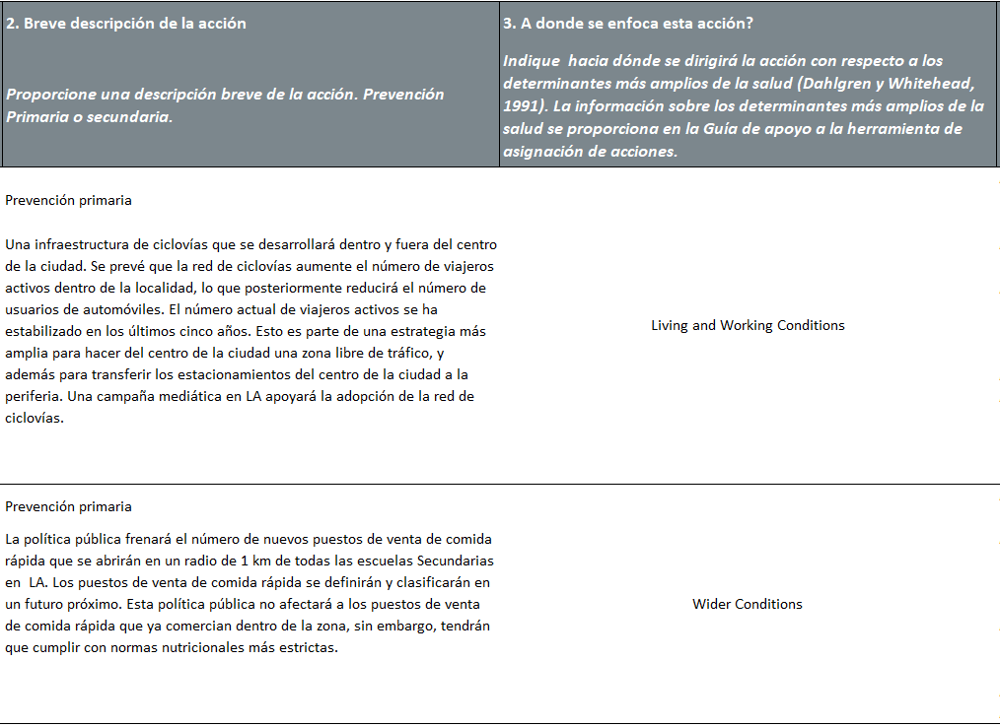 2. Breve descripción de la acción
Proporcione una descripción breve de la acción. Prevención
Primaria o secundaria.
3. A donde se enfoca esta acción?
Indique  hacia dónde se dirigirá la acción con respecto a los
determinantes más amplios de la salud (Dahlgren y Whitehead,
1991). La información sobre los determinantes más amplios de la
salud se proporciona en la Guía de apoyo a la herramienta de
asignación de acciones.
Prevención primaria
Una infraestructura de ciclovías que se desarrollará dentro y fuera del centro
de la ciudad. Se prevé que la red de ciclovías aumente el número de viajeros
activos dentro de la localidad, lo que posteriormente reducirá el número de
usuarios de automóviles. El número actual de viajeros activos se ha
estabilizado en los últimos cinco años. Esto es parte de una estrategia más
amplia para hacer del centro de la ciudad una zona libre de tráfico, y
además para transferir los estacionamientos del centro de la ciudad a la
periferia. Una campaña mediática en LA apoyará la adopción de la red de
ciclovías.
Living and Working Conditions
Prevención primaria
La política pública frenará el número de nuevos puestos de venta de comida
rápida que se abrirán en un radio de 1 km de todas las escuelas Secundarias
en  LA. Los puestos de venta de comida rápida se definirán y clasificarán en
un futuro próximo. Esta política pública no afectará a los puestos de venta
de comida rápida que ya comercian dentro de la zona, sin embargo, tendrán
que cumplir con normas nutricionales más estrictas.
Wider Conditions